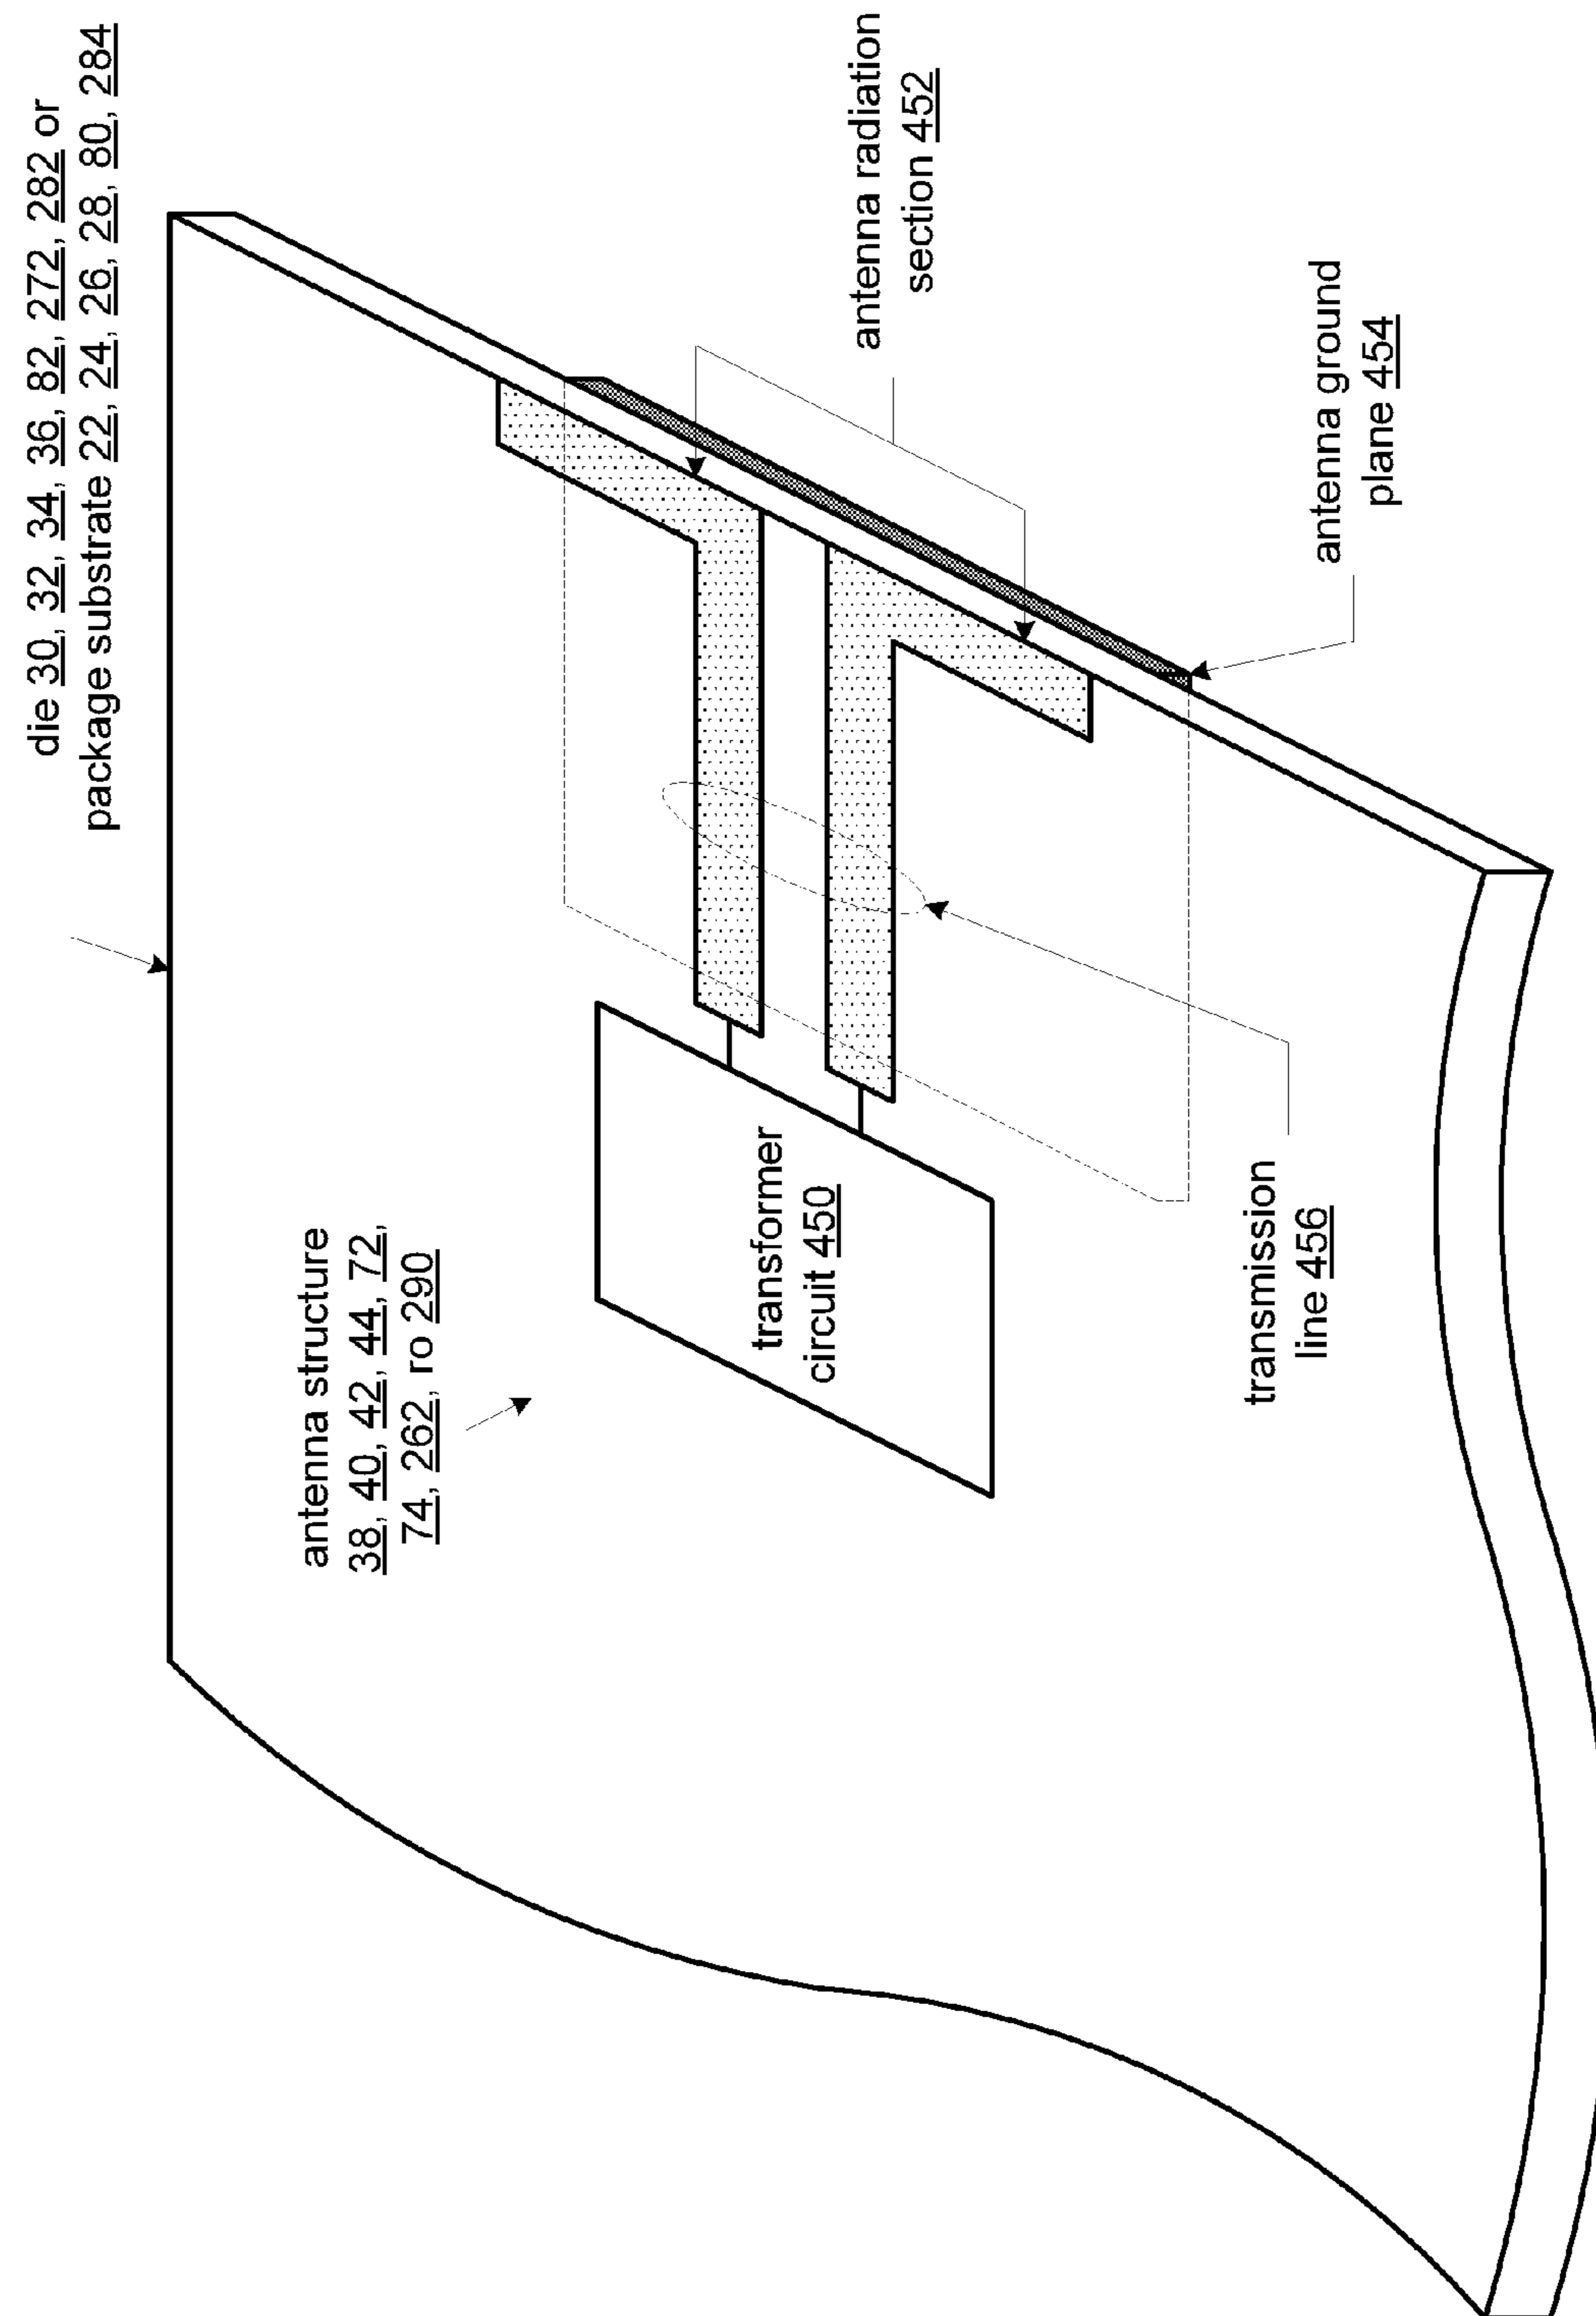 die 30, 32, 34, 36, 82, 272, 282 or
package substrate 22, 24, 26, 28, 80, 284
antenna structure
38, 40, 42, 44, 72,
74, 262, ro 290
transformer
circuit 450
antenna radiation
section 452
antenna ground
plane 454
transmission
line 456